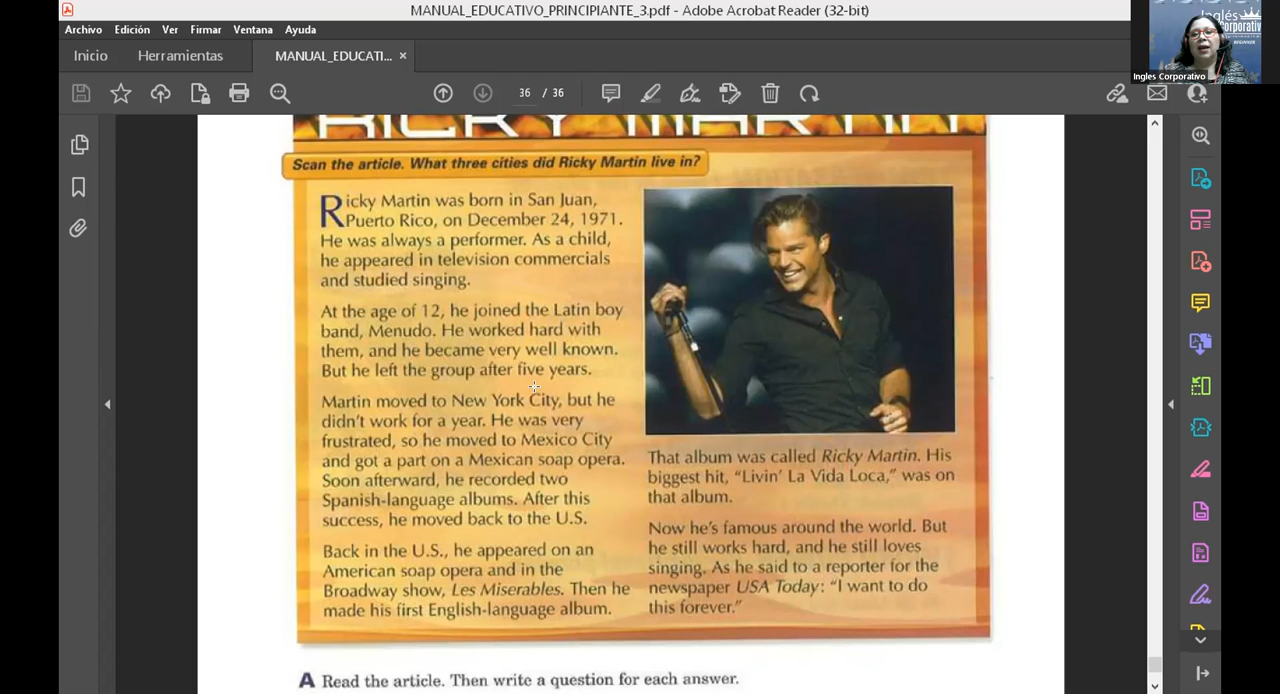 MANUAL_EDUCATIVO_PRINCIPIANTE_3.pdf - Adobe Acrobat Reader (32-bit)
Archivo Edición Ver Firmar Ventana Ayuda
Inicio Herramientas MANUAL_EDUCATI... ×
36 / 36
Inglés
Corporativo
BEGINNER
Ingles Corporativo
RICKY MARTIN
Scan the article. What three cities did Ricky Martin live in?
Ricky Martin was born in San Juan,
Puerto Rico, on December 24, 1971.
He was always a performer. As a child,
he appeared in television commercials
and studied singing.
At the age of 12, he joined the Latin boy
band, Menudo. He worked hard with
them, and he became very well known.
But he left the group after five years.
Martin moved to New York City, but he
didn't work for a year. He was very
frustrated, so he moved to Mexico City
and got a part on a Mexican soap opera.
Soon afterward, he recorded two
Spanish-language albums. After this
success, he moved back to the U.S.
Back in the U.S., he appeared on an
American soap opera and in the
Broadway show, Les Miserables. Then he
made his first English-language album.
That album was called Ricky Martin. His
biggest hit, "Livin' La Vida Loca," was on
that album.
Now he's famous around the world. But
he still works hard, and he still loves
singing. As he said to a reporter for the
newspaper USA Today: "I want to do
this forever."
A Read the article. Then write a question for each answer.